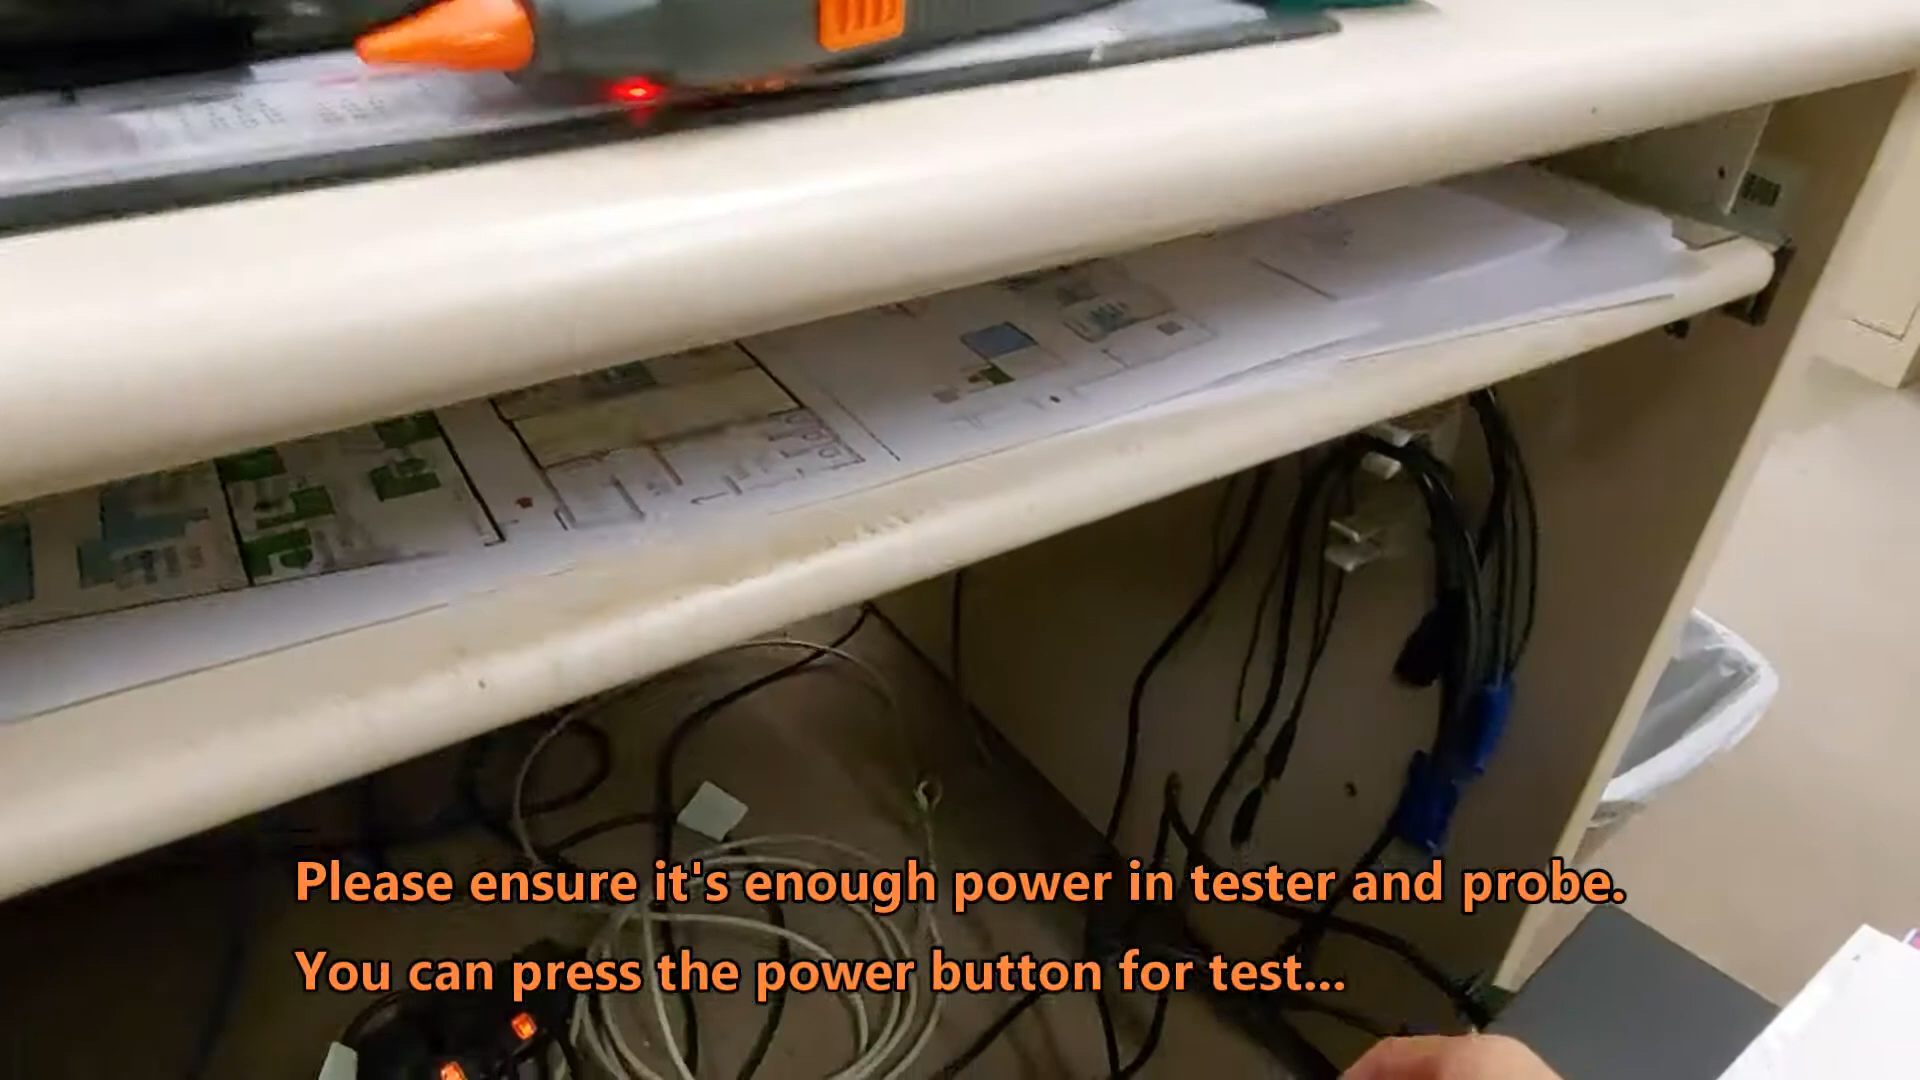 Please ensure it's enough power in tester and probe.
You can press the power button for test...